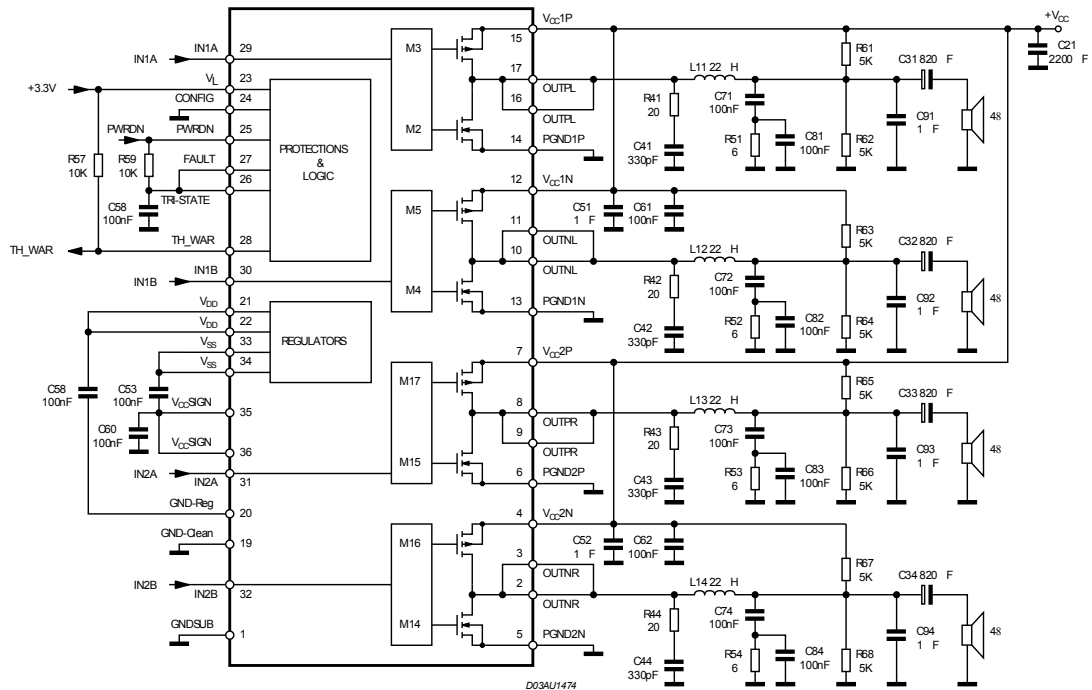 +VCC
IN1A
IN1A
29
M3
15
VCC1P
R61
5K
C31 820 F
C21
2200 F
+3.3V
VL
23
CONFIG
24
PWRDN
PWRDN
25
FAULT
27
26
TRI-STATE
R57
10K
R59
10K
C58
100nF
TH_WAR
TH_WAR
28
PROTECTIONS
&
LOGIC
17
OUTPL
16
OUTPL
M2
14
PGND1P
L11 22 H
R41
20
C41
330pF
C71
100nF
R51
6
C81
100nF
R62
5K
C91
1 F
48
12
VCC1N
M5
C51
1 F
C61
100nF
11
OUTNL
10
OUTNL
IN1B
IN1B
30
M4
13
PGND1N
R63
5K
C32 820 F
L12 22 H
R42
20
C42
330pF
C72
100nF
R52
6
C82
100nF
R64
5K
C92
1 F
48
VDD
21
VDD
22
VSS
33
VSS
34
REGULATORS
C58
100nF
C53
100nF
VCCSIGN
35
C60
100nF
VCCSIGN
36
IN2A
IN2A
31
GND-Reg
20
GND-Clean
19
7
VCC2P
M17
8
OUTPR
9
OUTPR
M15
6
PGND2P
R65
5K
C33 820 F
L13 22 H
R43
20
C43
330pF
C73
100nF
R53
6
C83
100nF
R66
5K
C93
1 F
48
4
VCC2N
M16
C52
1 F
C62
100nF
3
OUTNR
2
OUTNR
IN2B
IN2B
32
M14
GNDSUB
1
5
PGND2N
R67
5K
C34 820 F
L14 22 H
R44
20
C44
330pF
C74
100nF
R54
6
C84
100nF
R68
5K
C94
1 F
48
D03AU1474